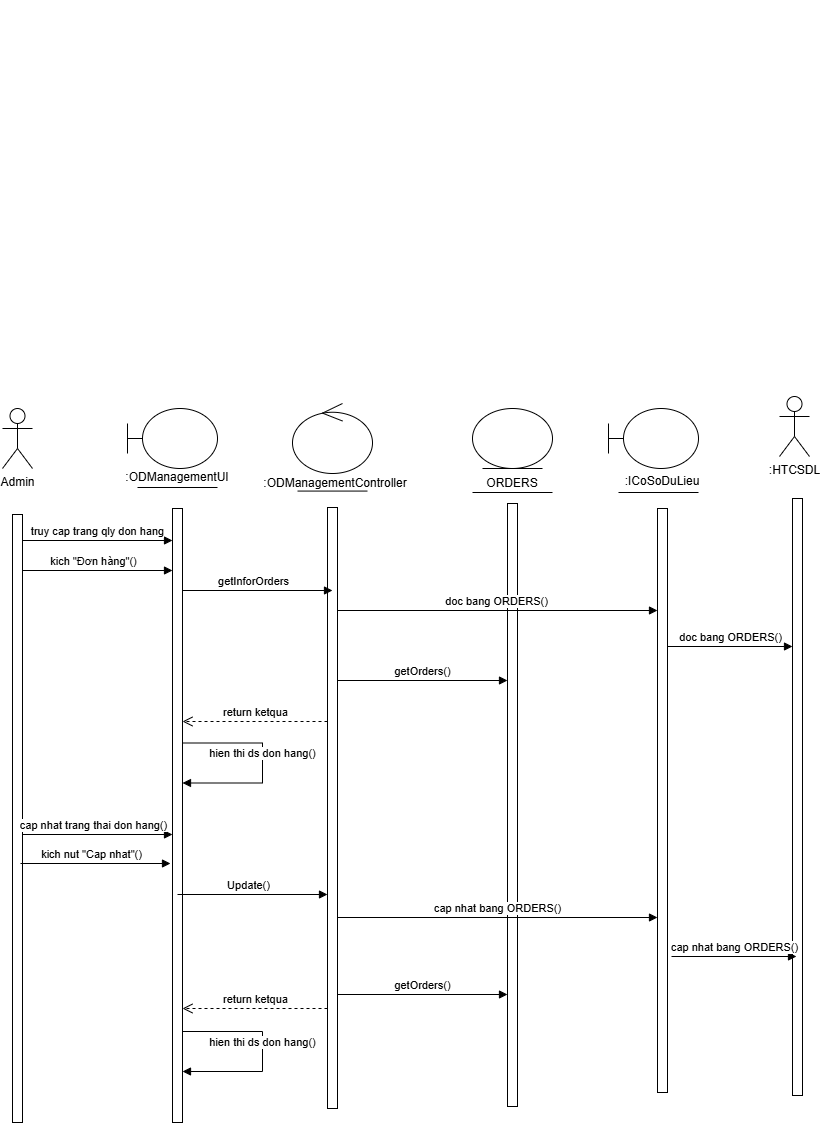 Admin
:ODManagementUI
:ODManagementController
ORDERS
:ICoSoDuLieu
:HTCSDL
truy cap trang qly don hang
kich "Đơn hàng"()
getInforOrders
doc bang ORDERS()
doc bang ORDERS()
getOrders()
return ketqua
hien thi ds don hang()
cap nhat trang thai don hang()
kich nut "Cap nhat"()
Update()
cap nhat bang ORDERS()
cap nhat bang ORDERS()
getOrders()
return ketqua
hien thi ds don hang()